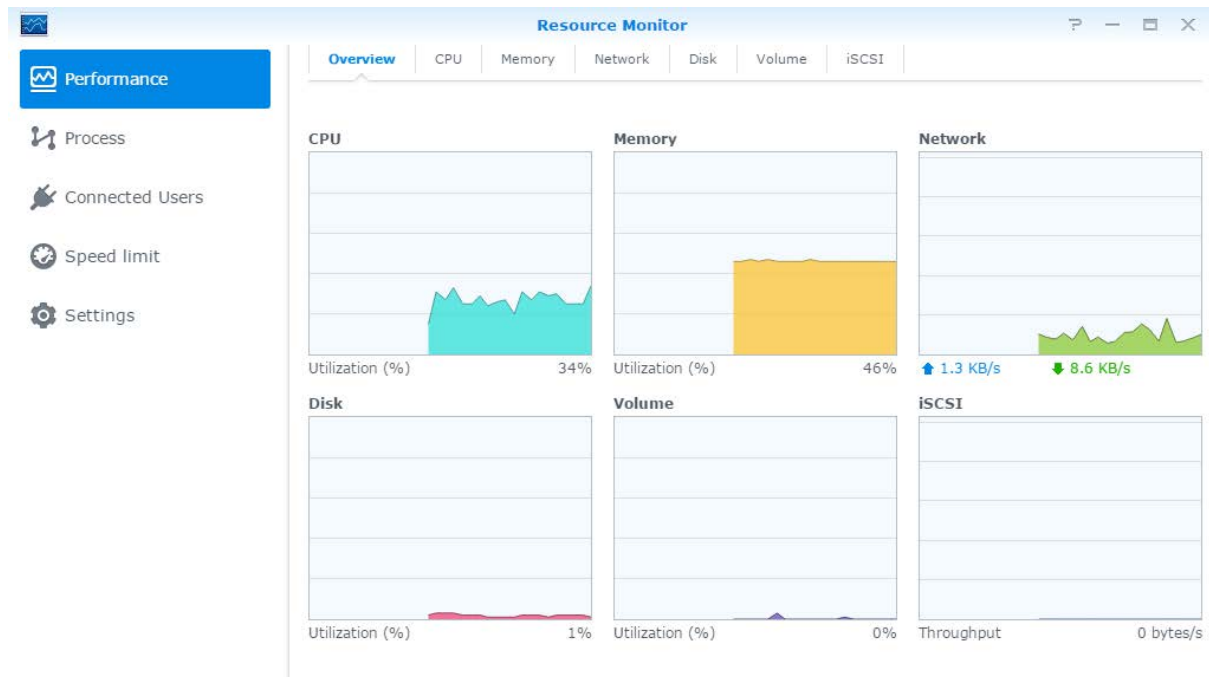 Resource Monitor
Performance
Process
Connected Users
Speed limit
Settings
Overview CPU Memory Network Disk Volume iSCSI
CPU Memory Network
Utilization (%) 34% Utilization (%) 46% 1.3 KB/s 8.6 KB/s
Disk Volume iSCSI
Utilization (%) 1% Utilization (%) 0% Throughput 0 bytes/s